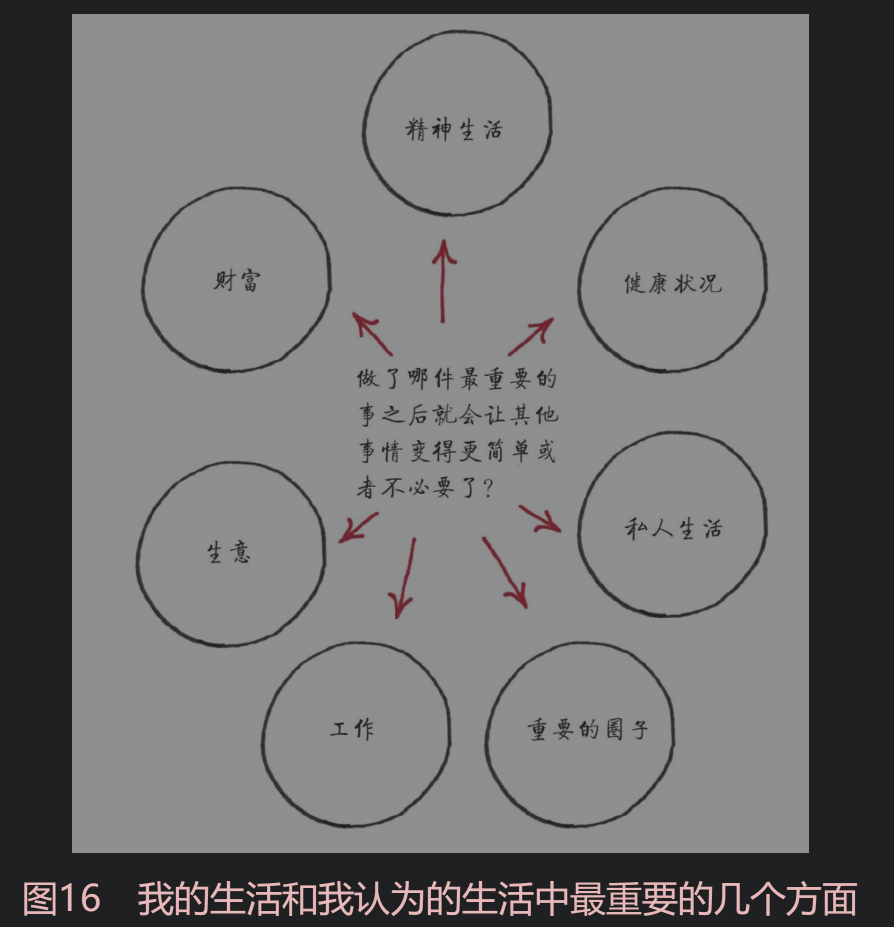 精神生活
财富
健康状况
做了哪件最重要的
事之后就会让其他
事情变得更简单或
者不必要了?
私人生活
生意
工作
重要的圈子
图16 我的生活和我认为的生活中最重要的几个方面